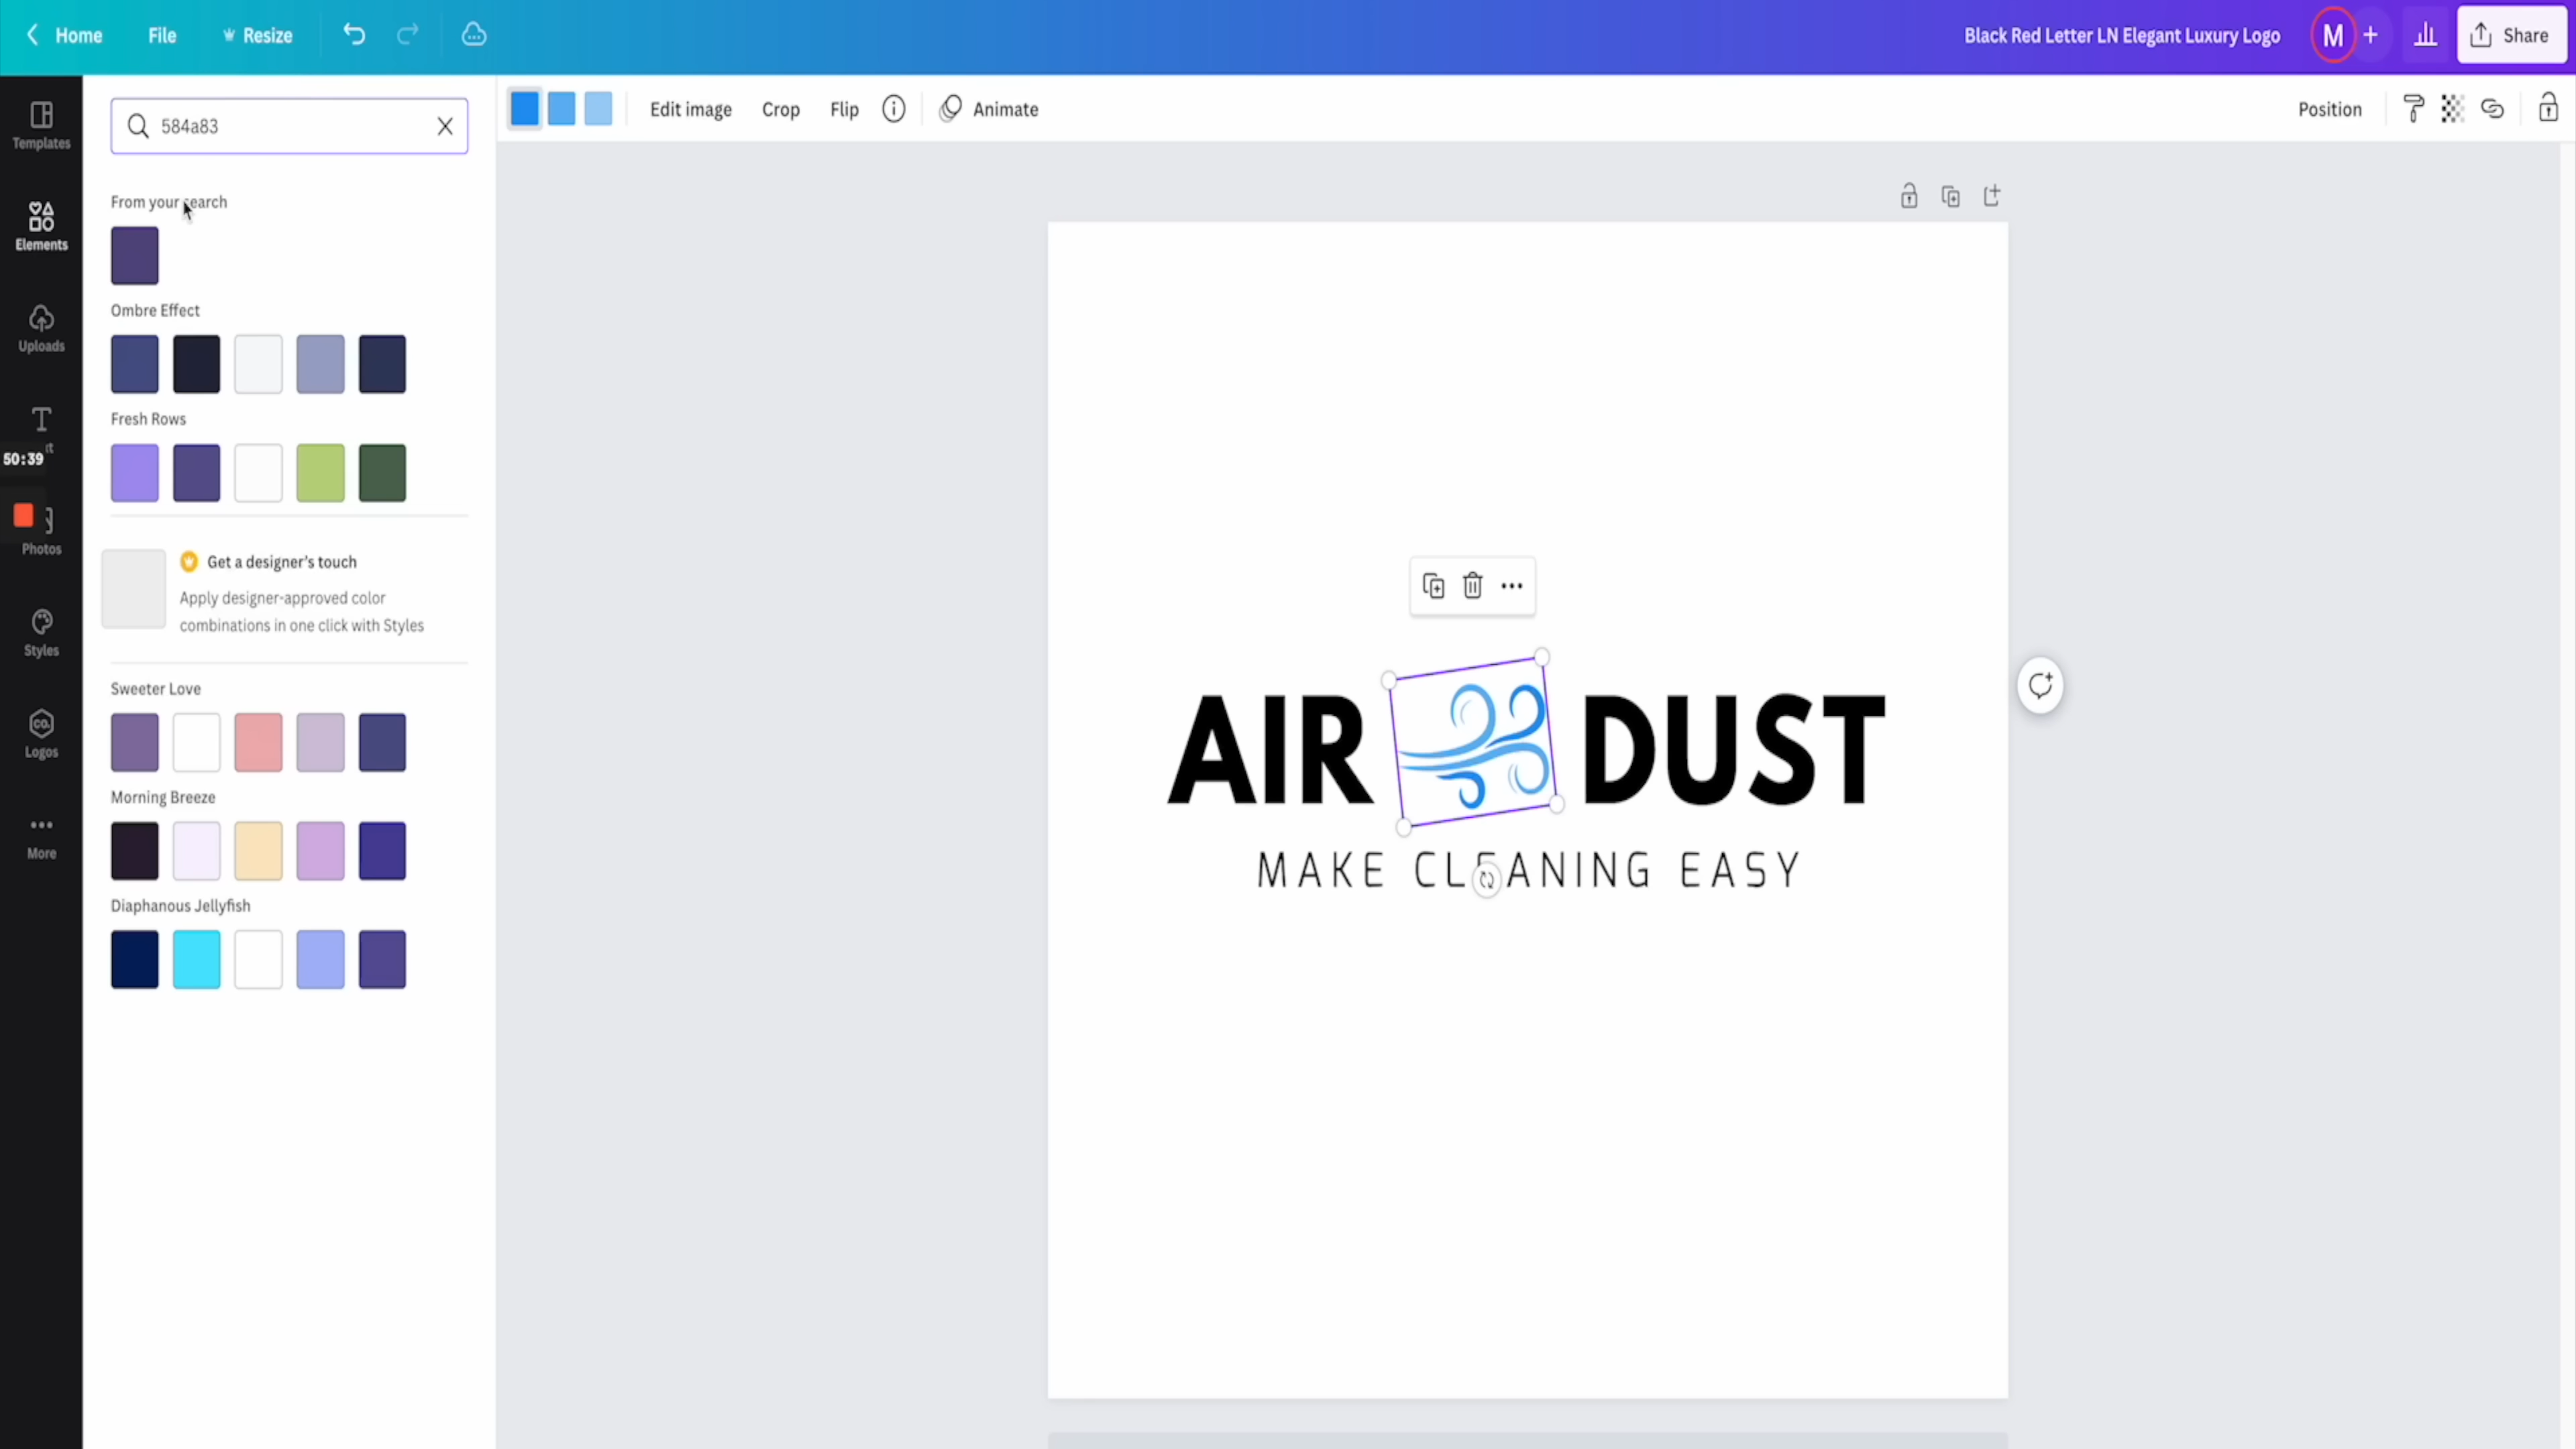 Home File Resize
Black Red Letter LN Elegant Luxury Logo M + Share
584a83
Edit image Crop Flip Animate Position
Templates
Elements
Uploads
Photos
Styles
CO.
Logos
More
50:39
From your search
Ombre Effect
Fresh Rows
Get a designer's touch
Apply designer-approved color
combinations in one click with Styles
Sweeter Love
Morning Breeze
Diaphanous Jellyfish
AIR DUST
MAKE CLEANING EASY